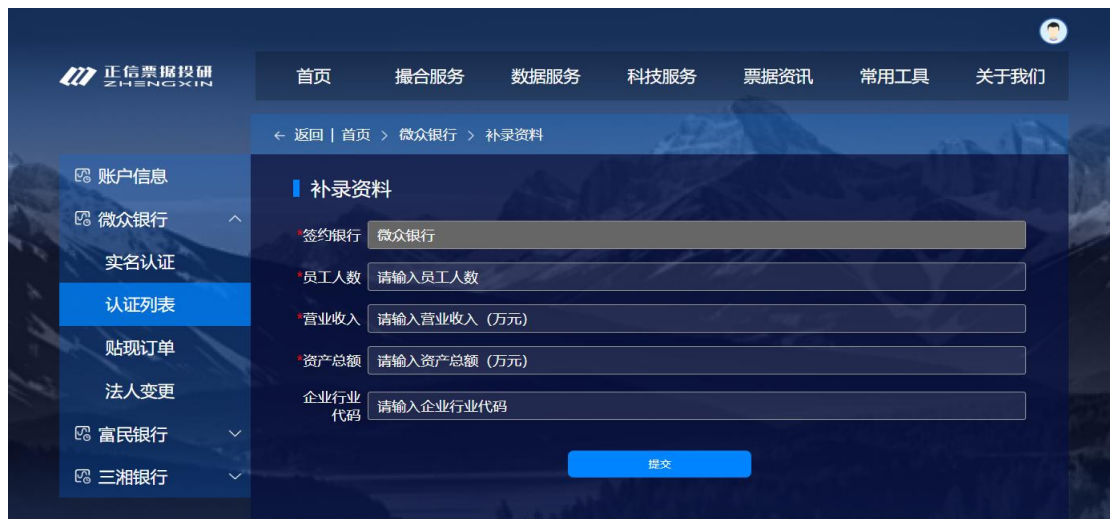 正信票据投研
ZHENGXIN
首页 撮合服务 数据服务 科技服务 票据资讯 常用工具 关于我们
← 返回 | 首页 > 微众银行 > 补录资料
账户信息
微众银行
实名认证
认证列表
贴现订单
法人变更
富民银行
三湘银行
补录资料
*签约银行 微众银行
*员工人数 请输入员工人数
*营业收入 请输入营业收入（万元）
*资产总额 请输入资产总额（万元）
企业行业
代码 请输入企业行业代码
提交